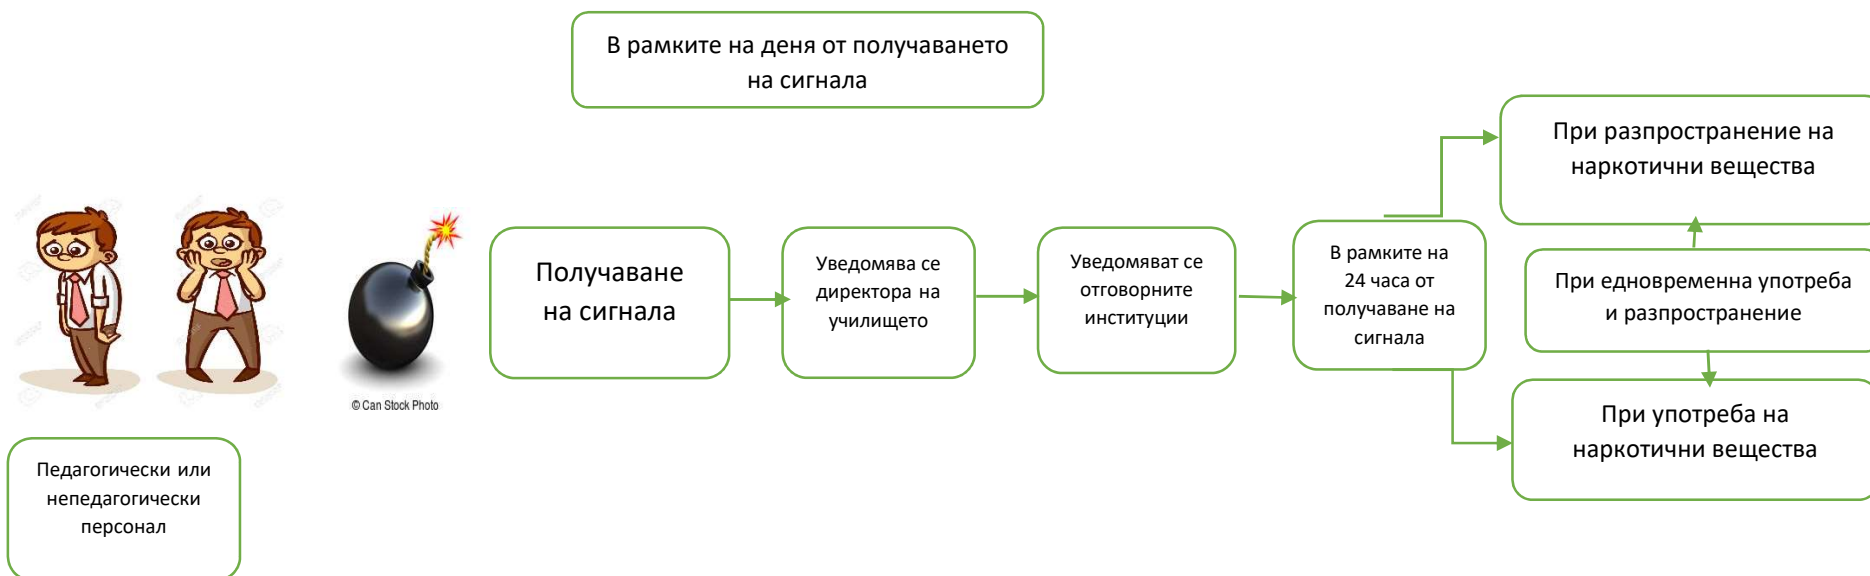 В рамките на деня от получаването
на сигнала
При разпространение на
наркотични вещества
Получаване
на сигнала
Уведомява се
директора на
училището
Уведомяват се
отговорните
институции
В рамките на
24 часа от
получаване на
сигнала
При едновременна употреба
и разпространение
При употреба на
наркотични вещества
© Can Stock Photo
Педагогически или
непедагогически
персонал